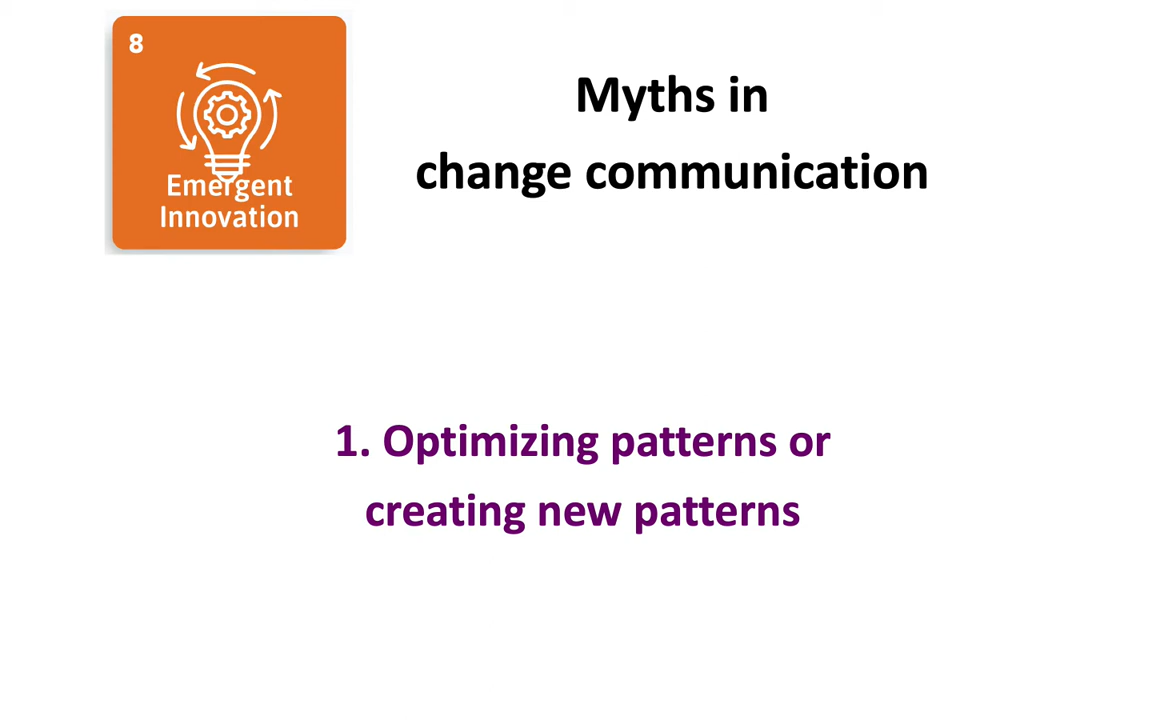 8
Emergent
Innovation
Myths in
change communication
1. Optimizing patterns or
creating new patterns